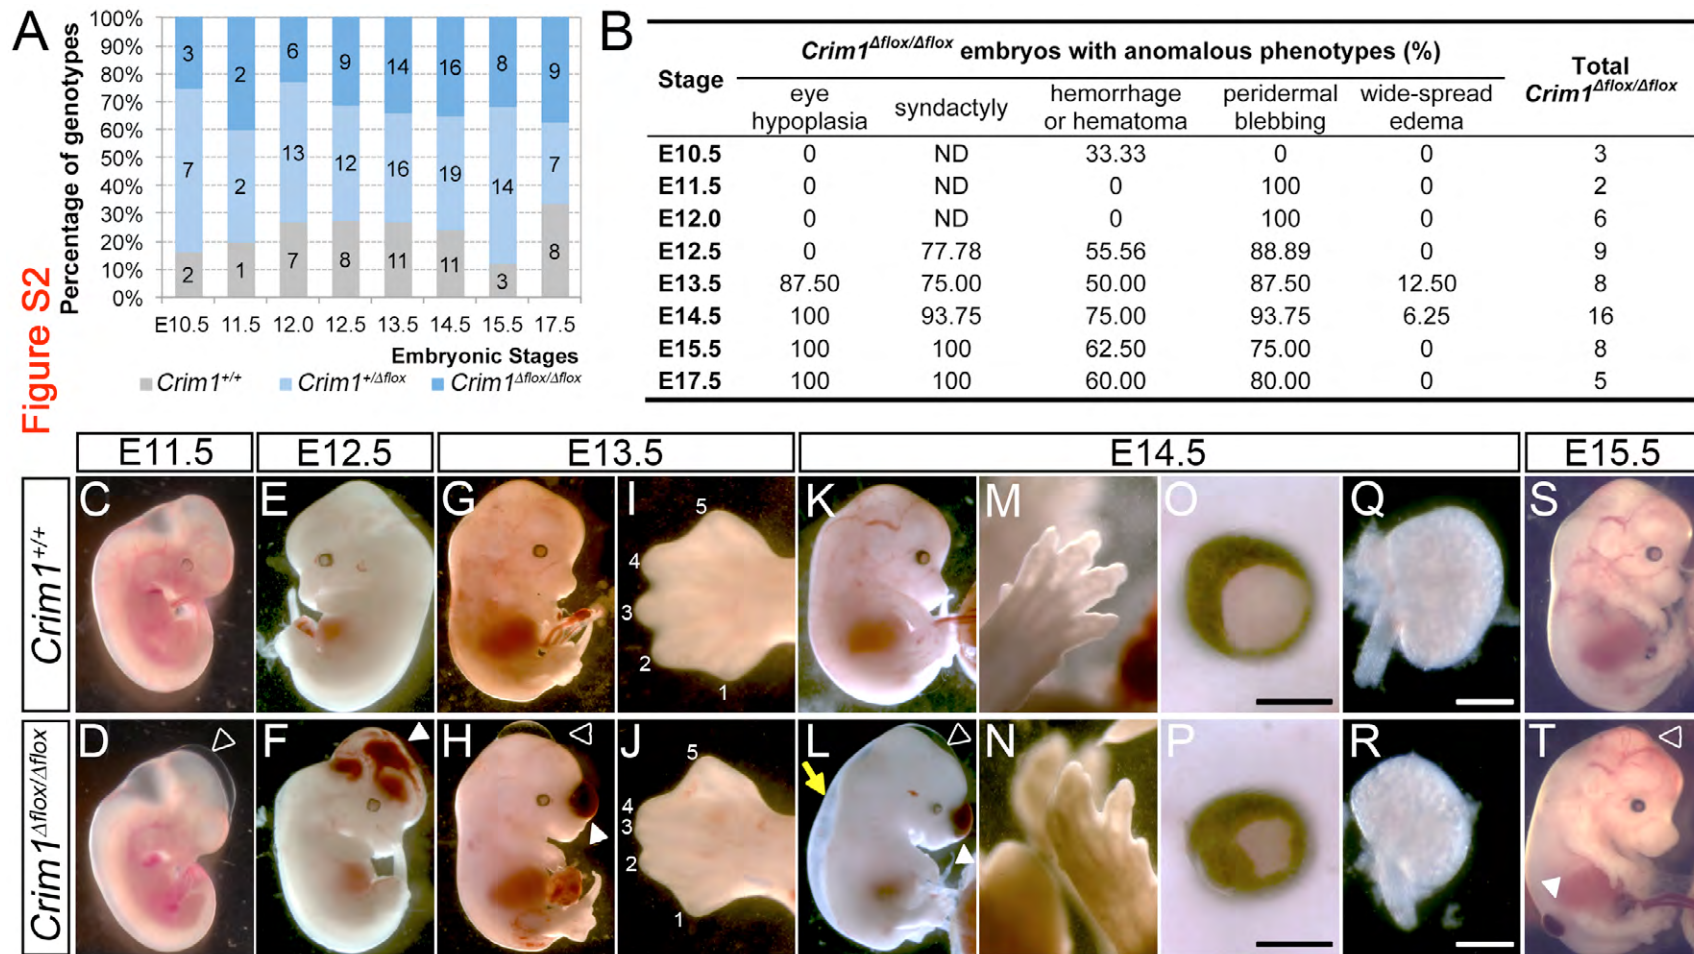 Figure S2
A
Percentage of genotypes
100%
90%
80%
70%
60%
50%
40%
30%
20%
10%
0%
3 2 6 9 14 16 8 9
7 2 13 12 16 19 14 7
2 1 7 8 11 11 3 8
E10.5 11.5 12.0 12.5 13.5 14.5 15.5 17.5
Embryonic Stages
Crim1+/+ Crim1+/Δflox Crim1Δflox/Δflox
B
Crim1Δflox/Δflox embryos with anomalous phenotypes (%)
Stage
Total
Crim1Δflox/Δflox
eye
hypoplasia
syndactyly
hemorrhage
or hematoma
peridermal
blebbing
wide-spread
edema
E10.5 0 ND 33.33 0 0 3
E11.5 0 ND 0 100 0 2
E12.0 0 ND 0 100 0 6
E12.5 0 77.78 55.56 88.89 0 9
E13.5 87.50 75.00 50.00 87.50 12.50 8
E14.5 100 93.75 75.00 93.75 6.25 16
E15.5 100 100 62.50 75.00 0 8
E17.5 100 100 60.00 80.00 0 5
E11.5 E12.5 E13.5 E14.5 E15.5
Crim1+/+
C E G I K M O Q S
5
4
3
2
1
Crim1Δflox/Δflox
D F H J L N P R T
5
4
3
2
1